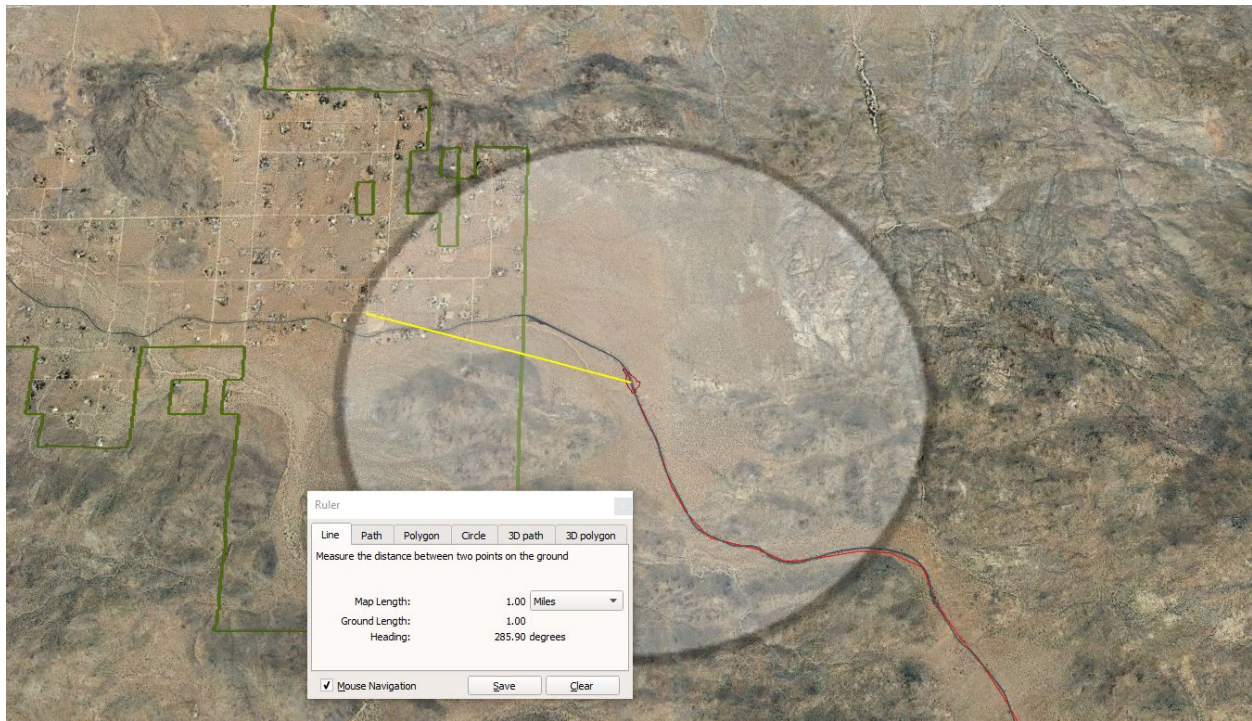 Ruler
Line Path Polygon Circle 3D path 3D polygon
Measure the distance between two points on the ground
Map Length: 1.00 Miles
Ground Length: 1.00
Heading: 285.90 degrees
Mouse Navigation Save Clear